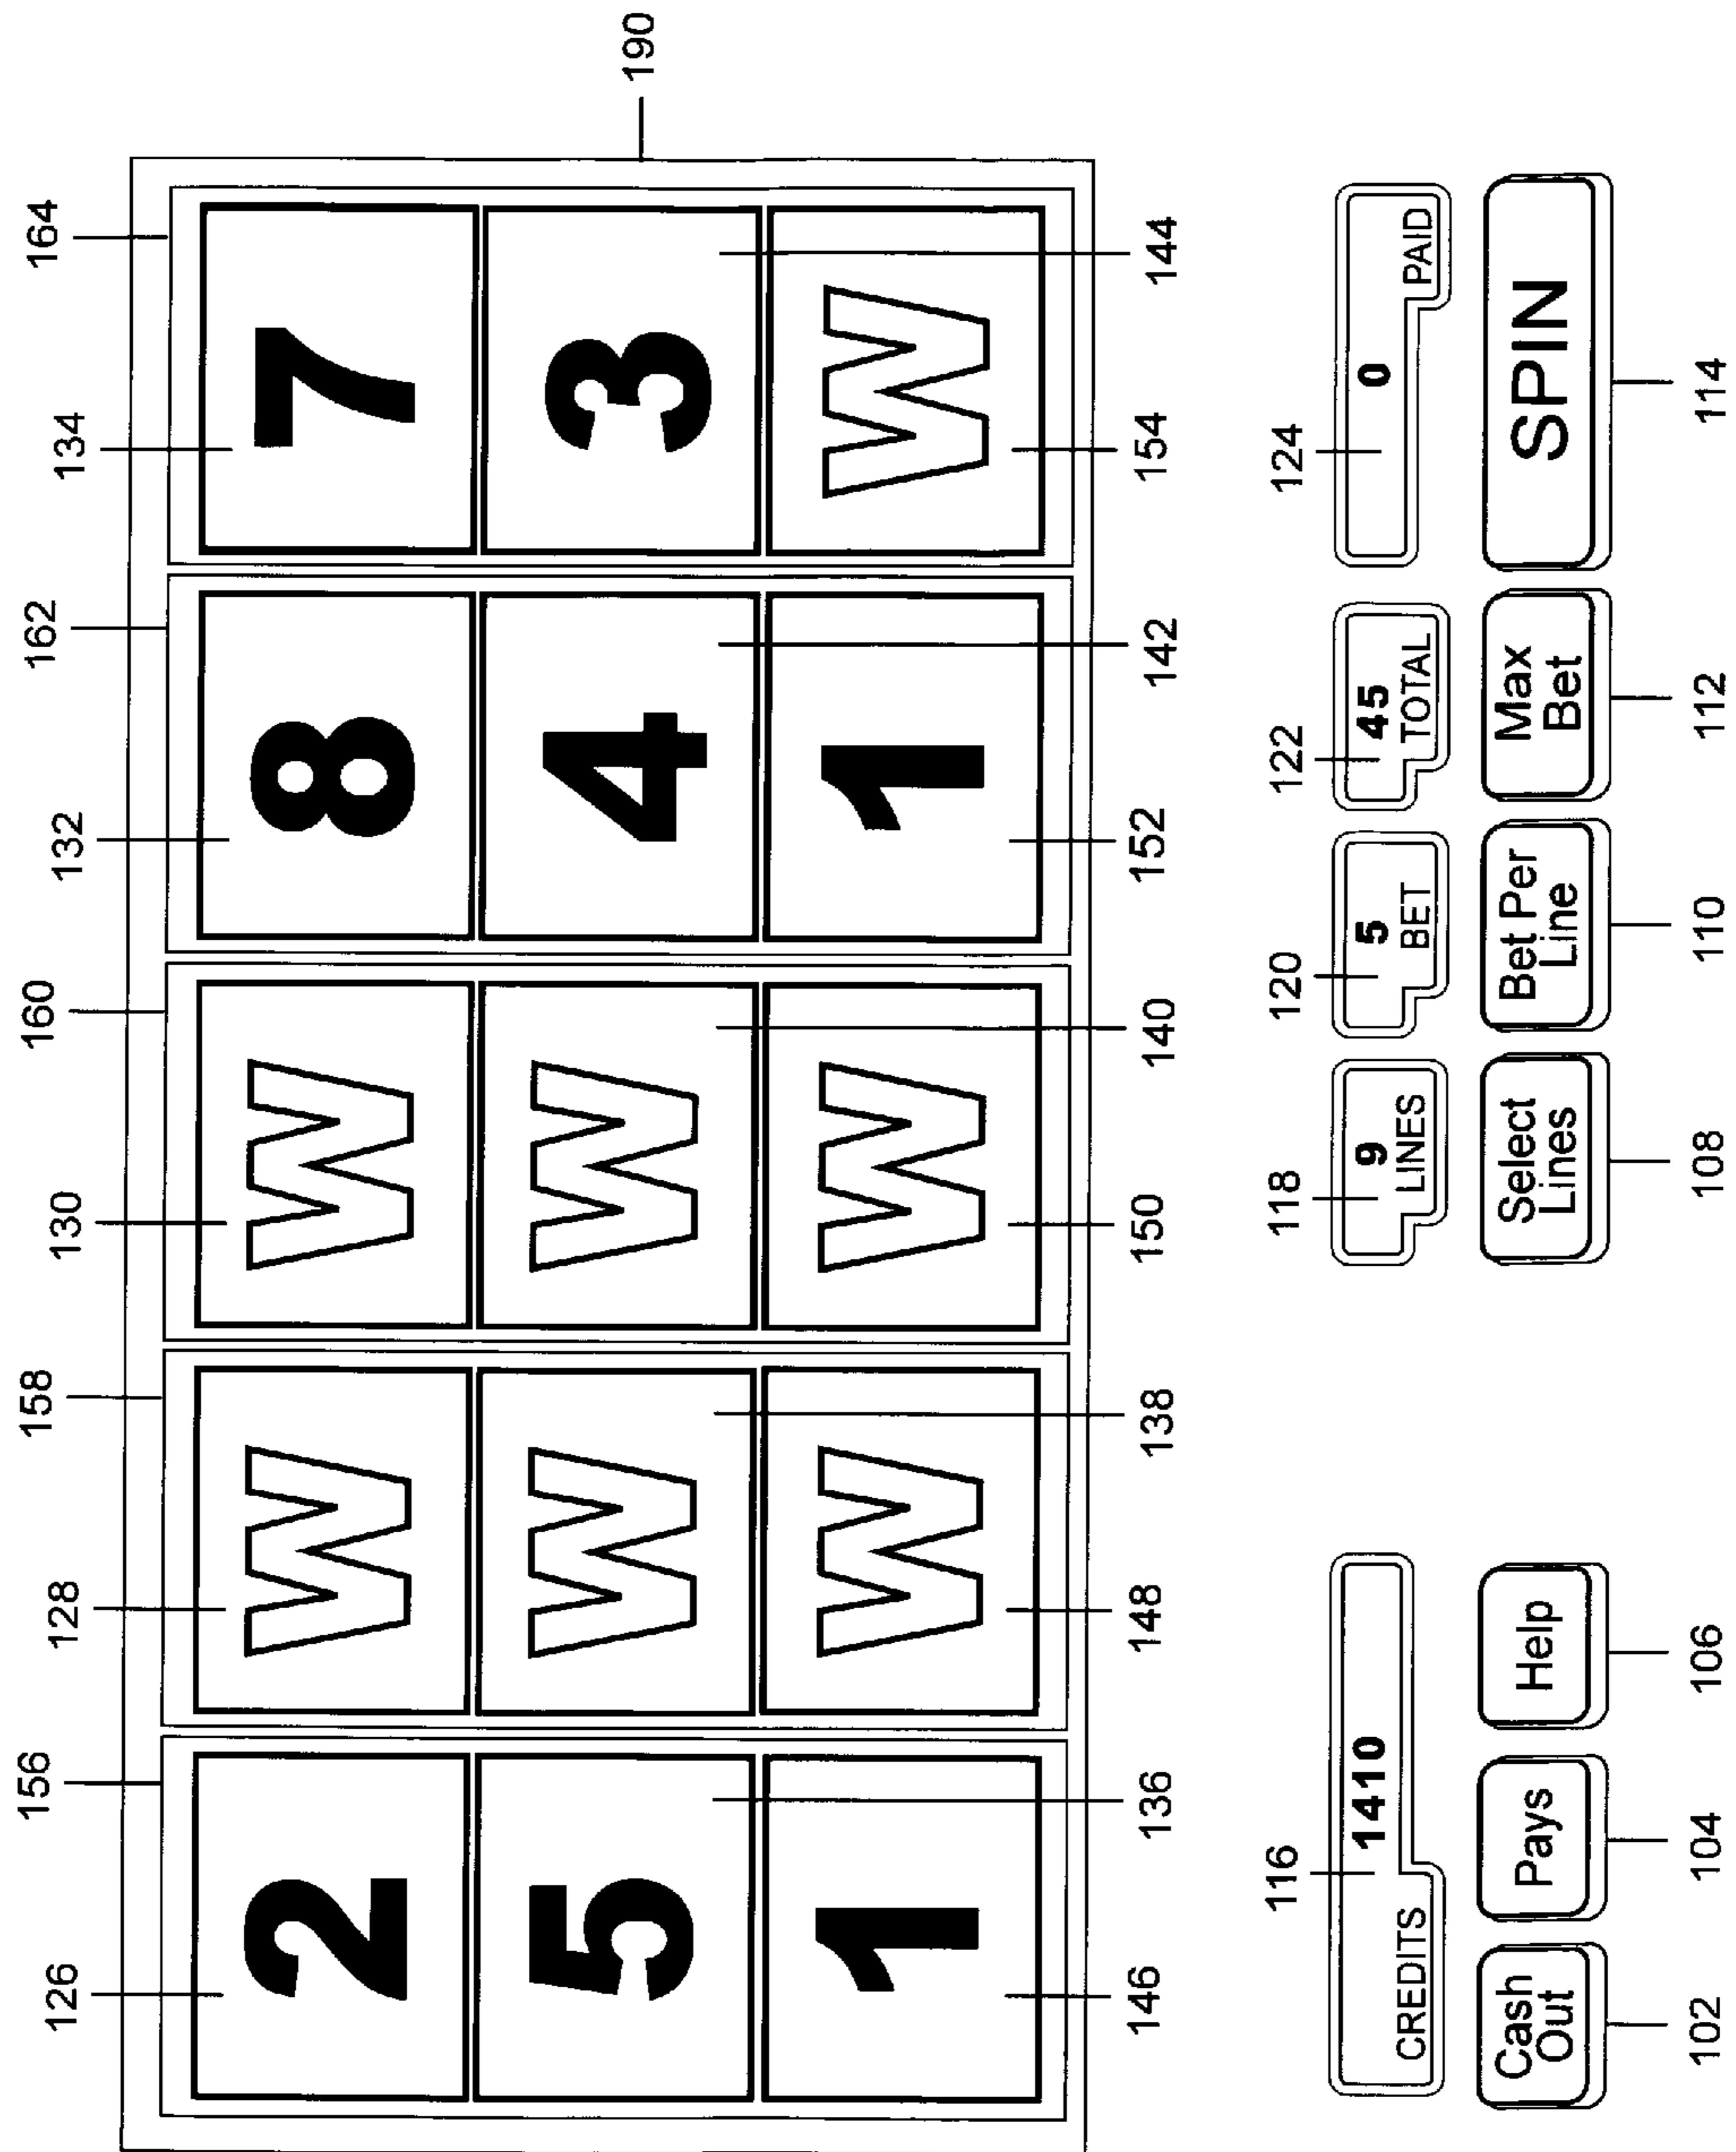 156 158 160 162 164
126 128 130 132 134
190
2 W W 8 7
5 W W 4 3
1 W W 1 W
136 138 140 142 144
146 148 150 152 154
116 118 120 122 124
1410 9 5 45 0
CREDITS LINES BET TOTAL PAID
Cash Out
Pays
Help
Select Lines
Bet Per Line
Max Bet
SPIN
102 104 106 108 110 112 114